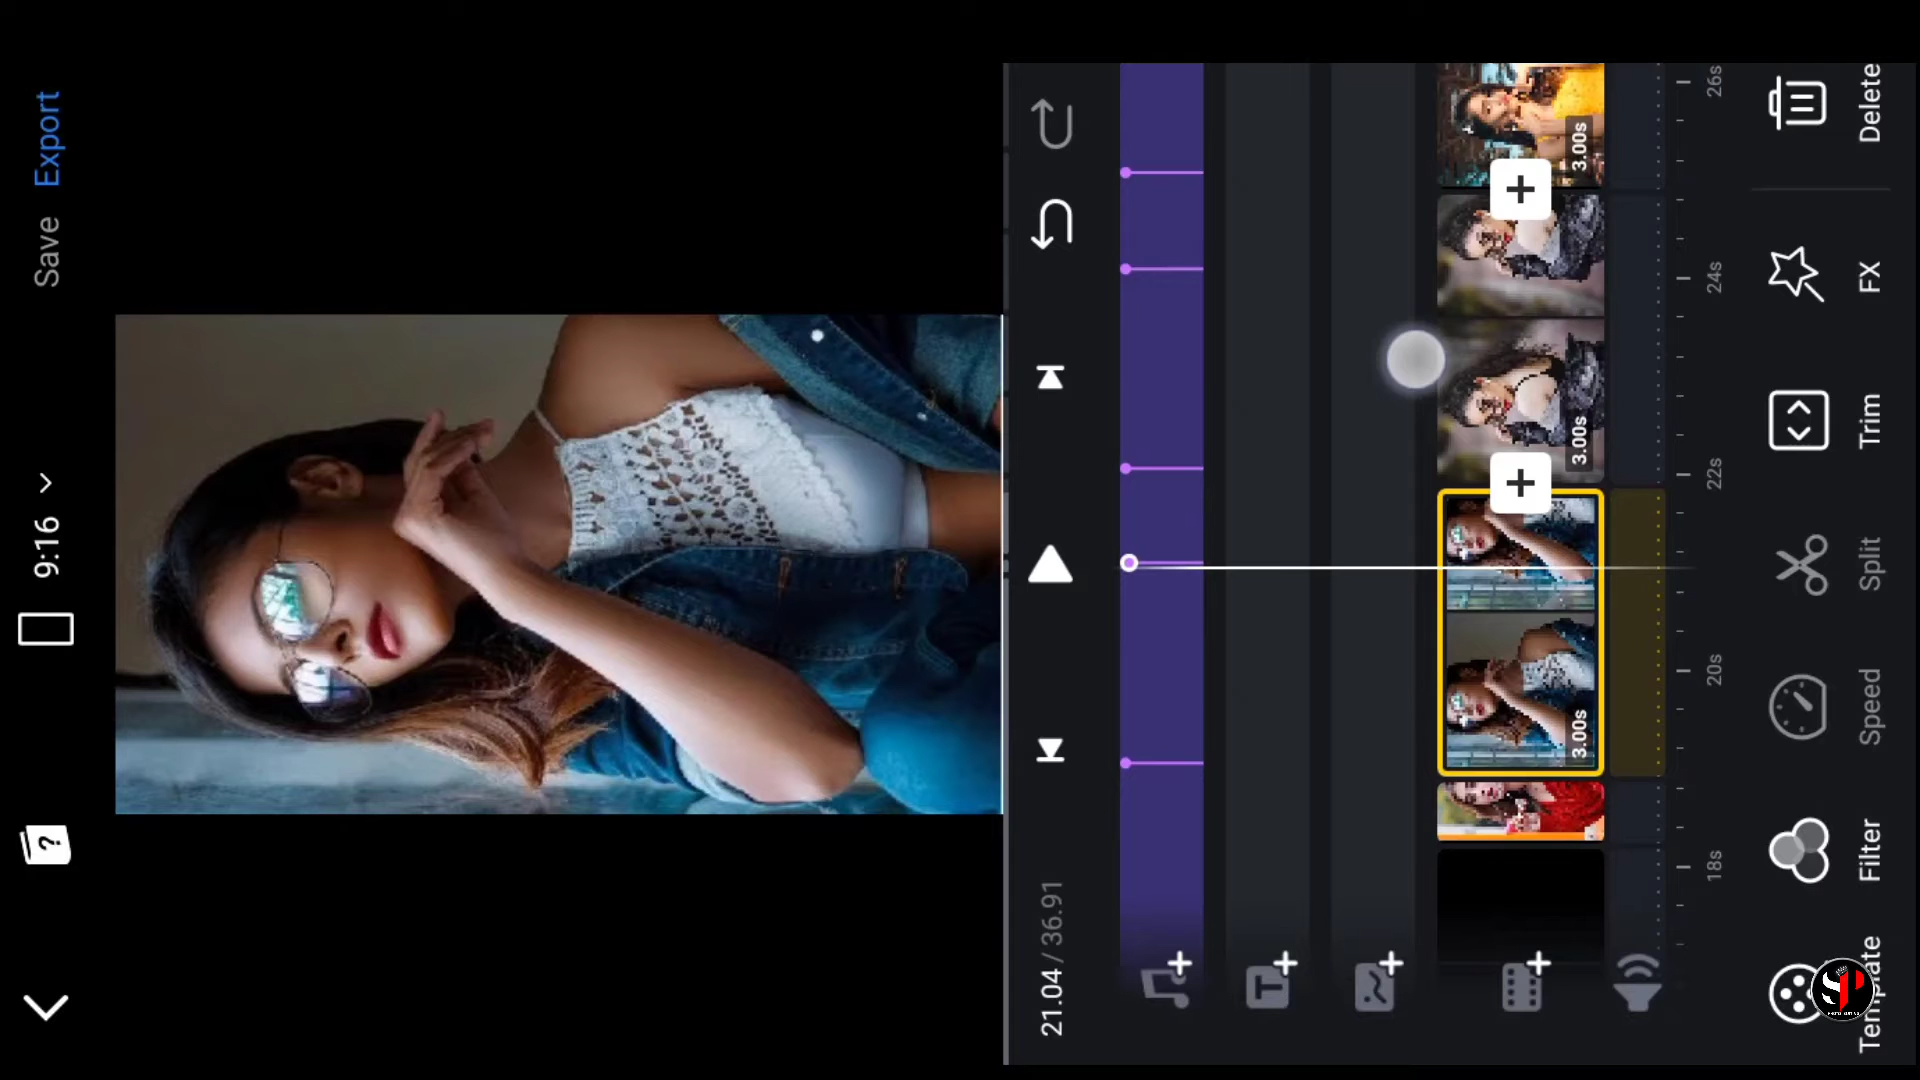 9:16
Save
Export
21.04 / 36.91
3.00s
3.00s
3.00s
18s
20s
22s
24s
26s
Template
Filter
Speed
Split
Trim
FX
Delete